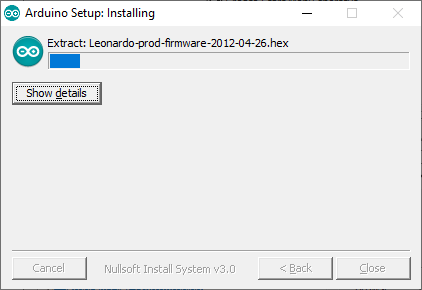 Arduino Setup: Installing
Extract: Leonardo-prod-firmware-2012-04-26.hex
Show details
Cancel
Nullsoft Install System v3.0
< Back
Close